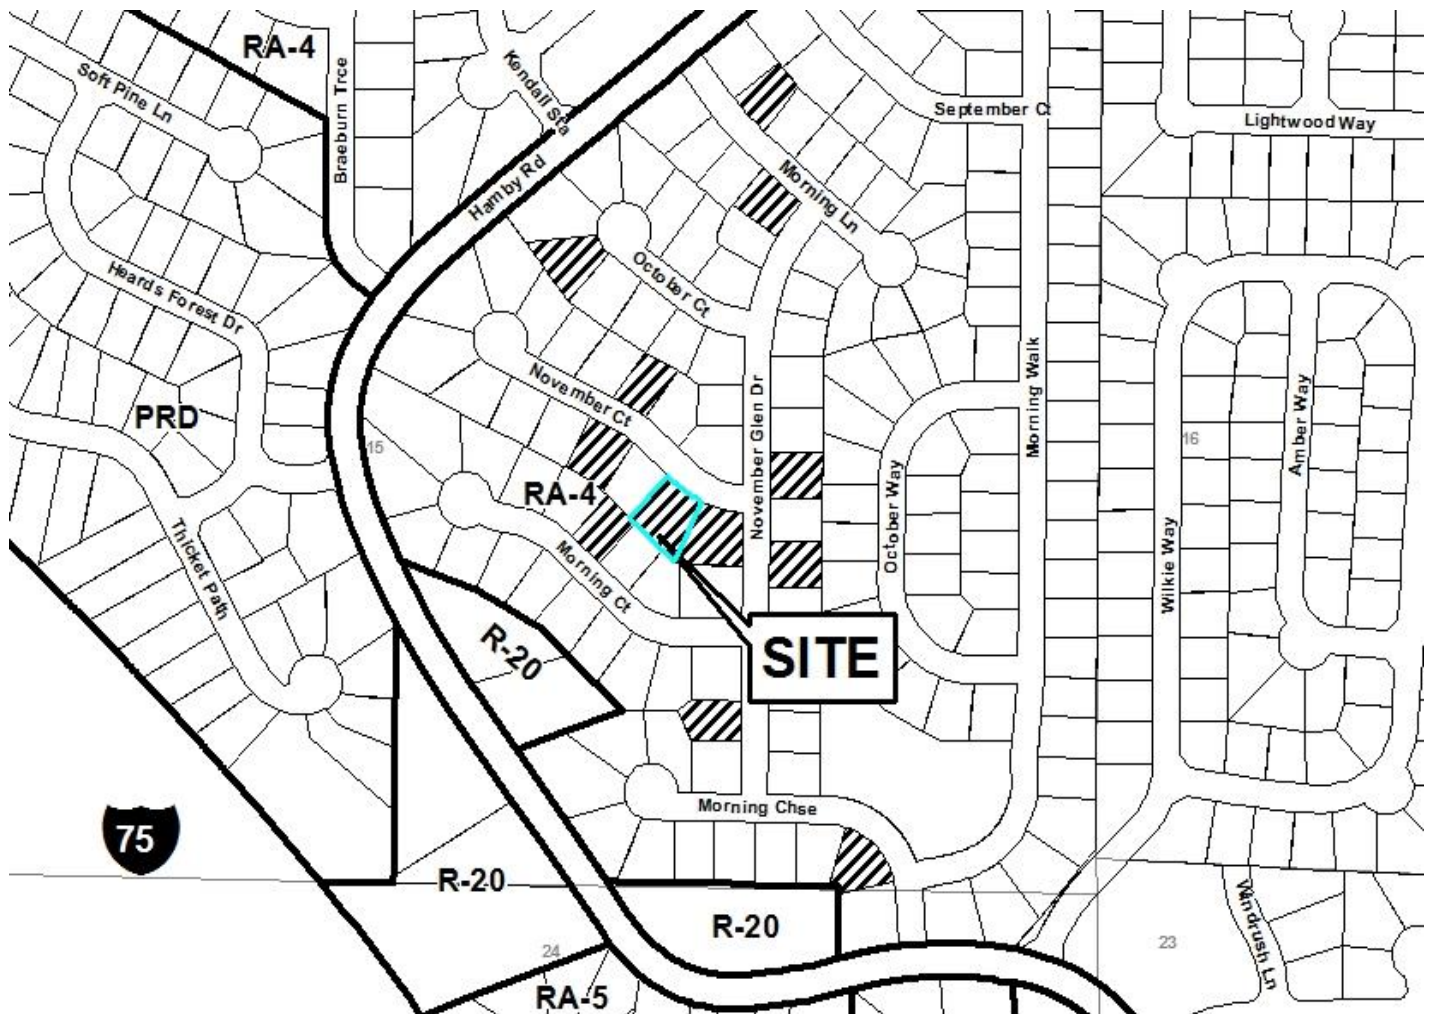 RA-4
Kendall Sta
Soft Pine Ln
Braeburn Trce
September Ct
Lightwood Way
Hamby Rd
Morning Ln
October Ct
Heards Forest Dr
November Ct
November Glen Dr
Morning Walk
Amber Way
PRD
15
16
RA-4
October Way
Thicket Path
Morning Ct
Wilkie Way
R-20
SITE
Morning Chse
75
R-20
R-20
Windrush Ln
24
23
RA-5